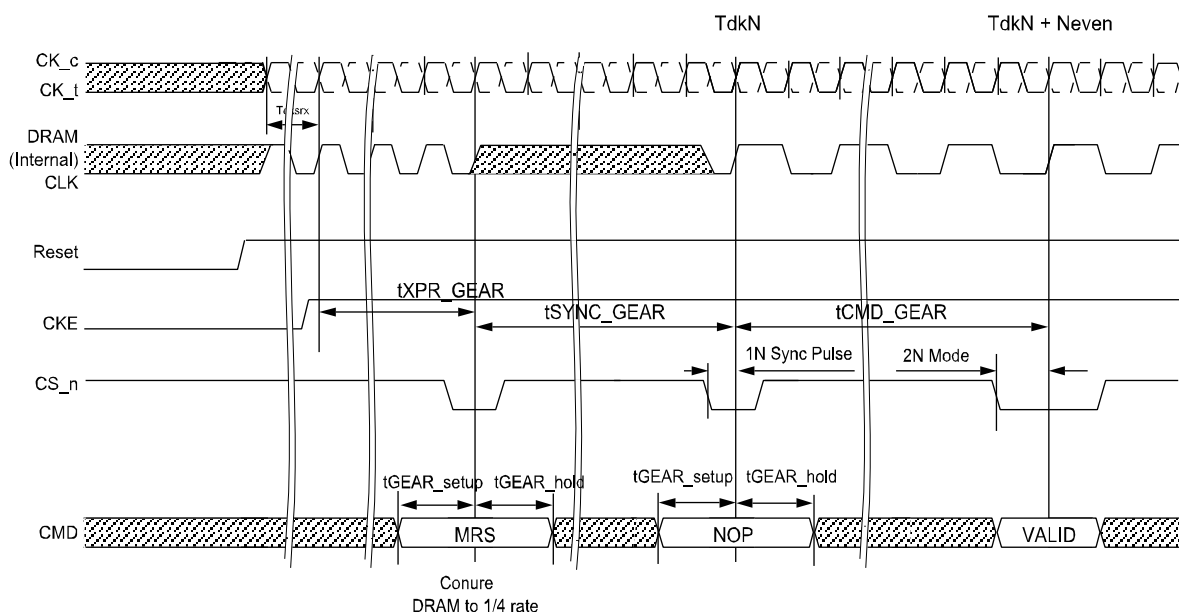 TdkN
TdkN + Neven
CK_c
CK_t
DRAM
(Internal)
CLK
Reset
tXPR_GEAR
tSYNC_GEAR
tCMD_GEAR
CKE
1N Sync Pulse
2N Mode
CS_n
tGEAR_setup
tGEAR_hold
tGEAR_setup
tGEAR_hold
CMD
MRS
NOP
VALID
Conure
DRAM to 1/4 rate